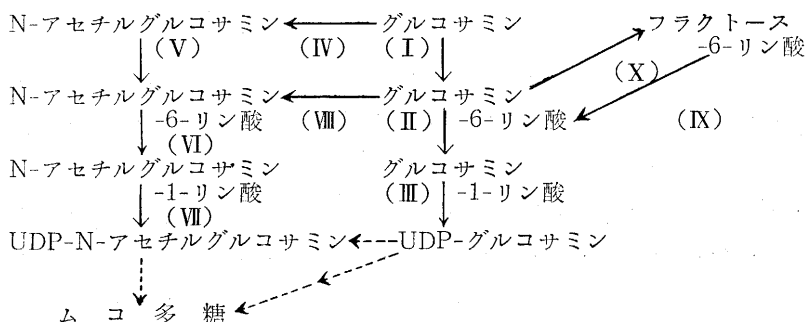 N-アセチルグルコサミン ← グルコサミン フラクトース
(V) (IV) (I) -6-リン酸
(X)
N-アセチルグルコサミン ← グルコサミン
-6-リン酸 (VIII) (II) -6-リン酸 (IX)
(VI)
N-アセチルグルコサミン グルコサミン
-1-リン酸 (III) -1-リン酸
(VII)
UDP-N-アセチルグルコサミン ← UDP-グルコサミン
ムコ多糖